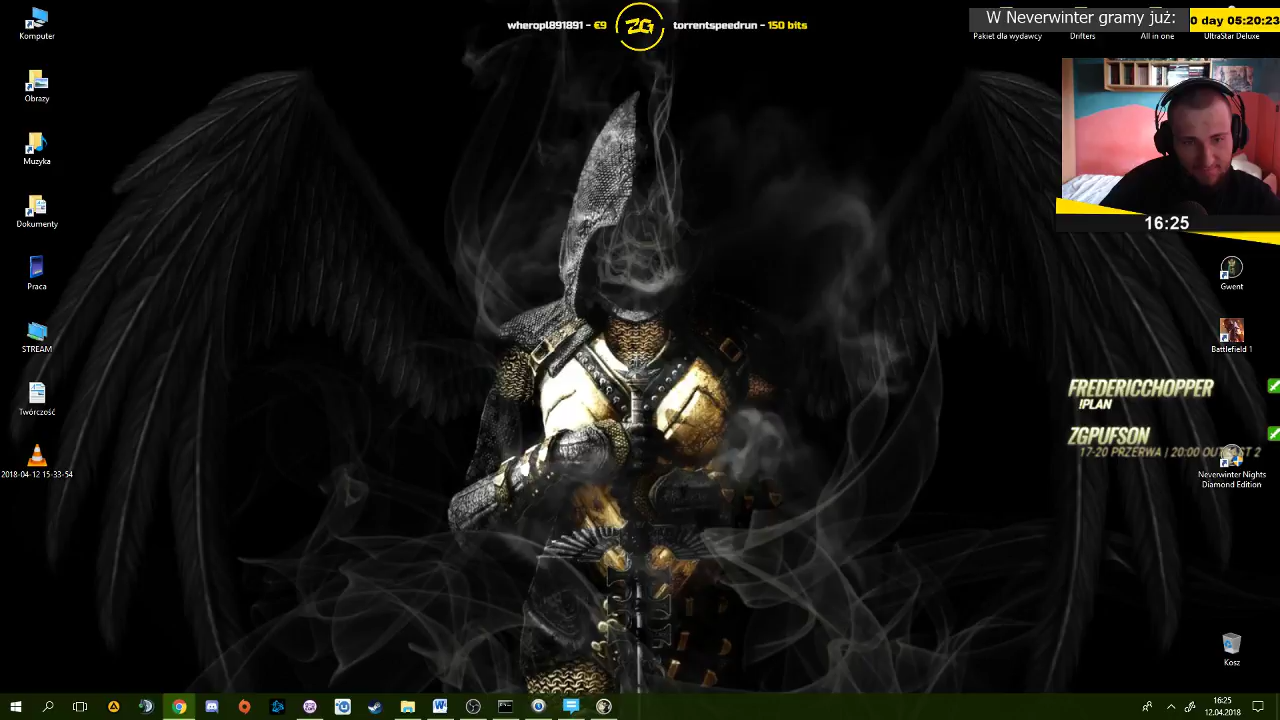 wheropl891891 - €9
ZG
torrentspeedrun - 150 bits
W Neverwinter gramy już:
0 day 05:20:23
Komputer
Pakiet dla wydawcy
Drifters
All in one
UltraStar Deluxe
Obrazy
Muzyka
Dokumenty
16:25
Praca
Gwent
STREAM
Battlefield 1
Twórczość
FREDERICCHOPPER
!PLAN
ZGPUFSON
17-20 PRZERWA | 20:00 OUTCAST 2
2018-04-12 15-33-54
Neverwinter Nights
Diamond Edition
Kosz
16:25
12.04.2018